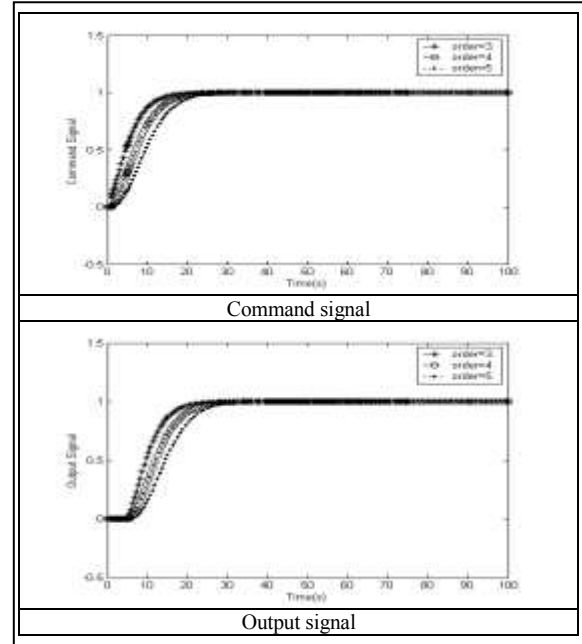 1.5
order=3
order=4
order=5
1
Command Signal
0.5
0
-0.5
0 10 20 30 40 50 60 70 80 90 100
Time(s)
Command signal
1.5
order=3
order=4
order=5
1
Output Signal
0.5
0
-0.5
0 10 20 30 40 50 60 70 80 90 100
Time(s)
Output signal